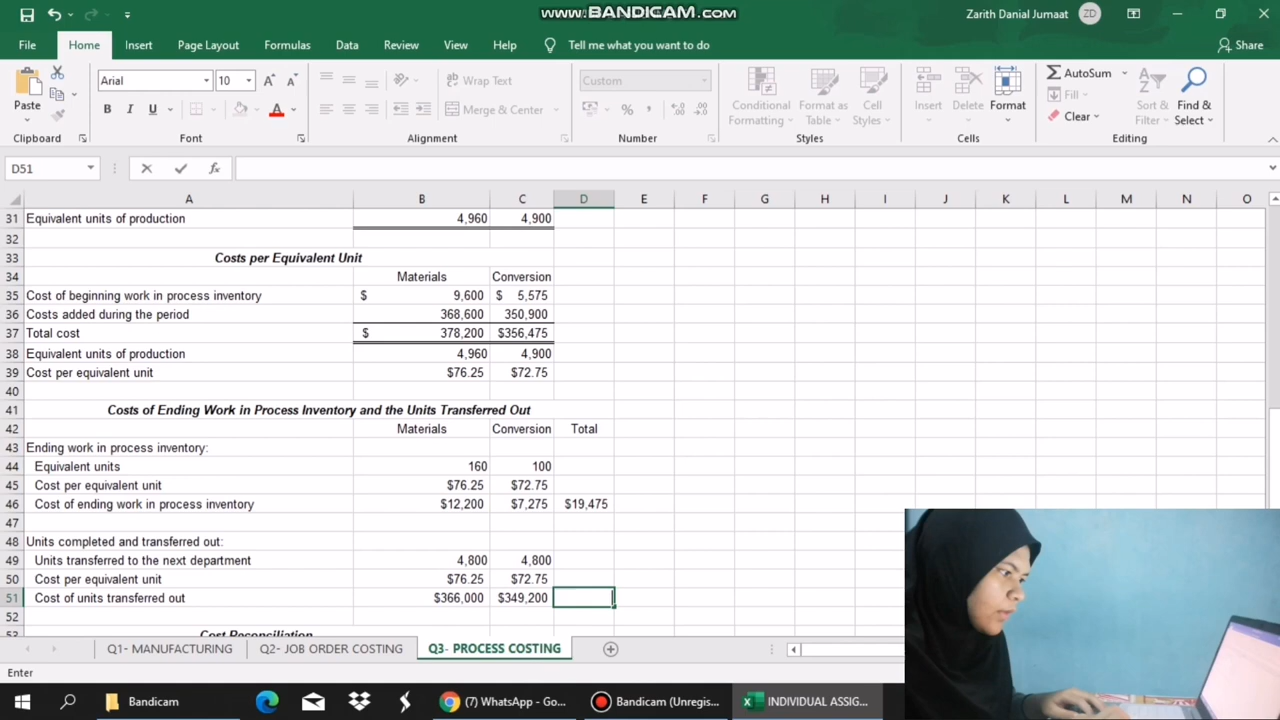 www.BANDICAM.com
Zarith Danial Jumaat ZD
File Home Insert Page Layout Formulas Data Review View Help Tell me what you want to do Share
Paste
Arial 10
B I U
Wrap Text
Merge & Center
Custom
%
Conditional Formatting
Format as Table
Cell Styles
Insert Delete Format
AutoSum
Fill
Clear
Sort & Filter
Find & Select
Clipboard Font Alignment Number Styles Cells Editing
D51 fx
A B C D E F G H I J K L M N O
31 Equivalent units of production 4,960 4,900
32
33 Costs per Equivalent Unit
34 Materials Conversion
35 Cost of beginning work in process inventory $ 9,600 $ 5,575
36 Costs added during the period 368,600 350,900
37 Total cost $ 378,200 $356,475
38 Equivalent units of production 4,960 4,900
39 Cost per equivalent unit $76.25 $72.75
40
41 Costs of Ending Work in Process Inventory and the Units Transferred Out
42 Materials Conversion Total
43 Ending work in process inventory:
44 Equivalent units 160 100
45 Cost per equivalent unit $76.25 $72.75
46 Cost of ending work in process inventory $12,200 $7,275 $19,475
47
48 Units completed and transferred out:
49 Units transferred to the next department 4,800 4,800
50 Cost per equivalent unit $76.25 $72.75
51 Cost of units transferred out $366,000 $349,200
52
53 Cost Reconciliation
Q1- MANUFACTURING Q2- JOB ORDER COSTING Q3- PROCESS COSTING
Enter
Bandicam (7) WhatsApp - Go... Bandicam (Unregis... INDIVIDUAL ASSIG...